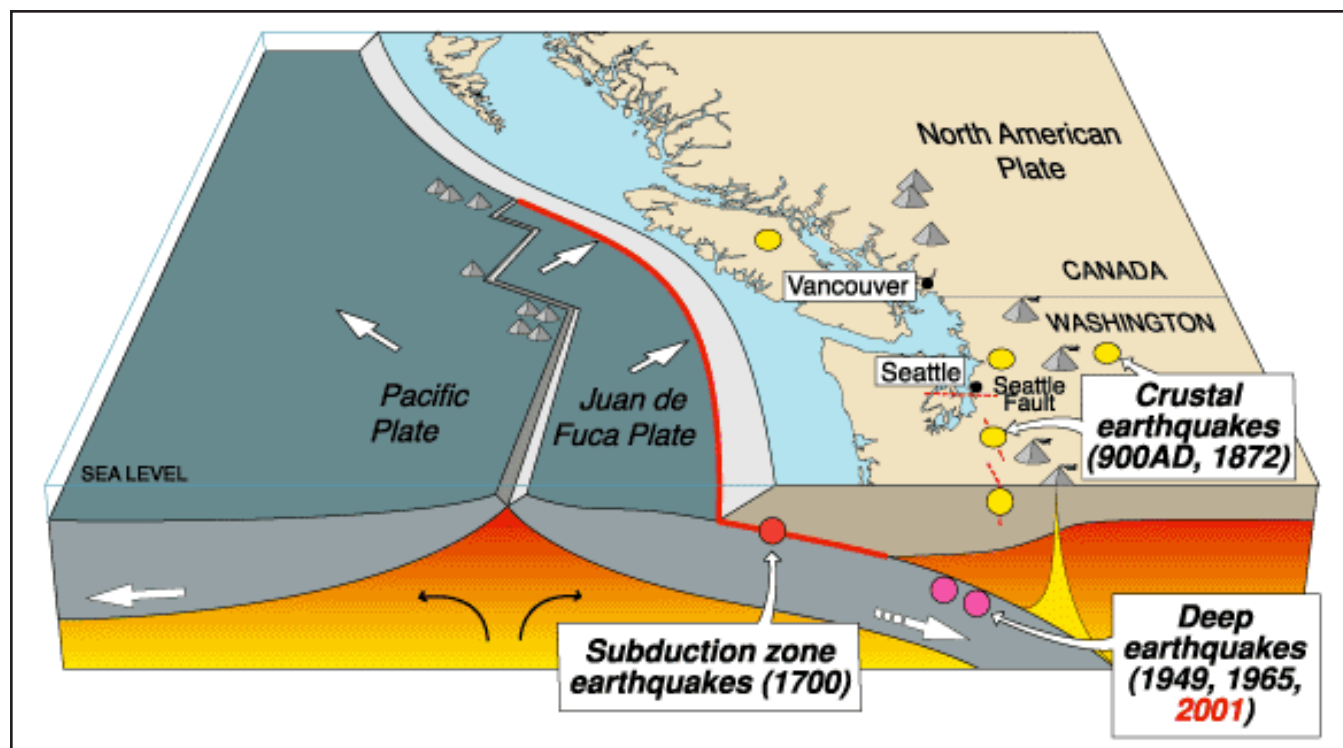 North American
Plate
CANADA
Vancouver
WASHINGTON
Seattle
Seattle
Fault
Crustal
earthquakes
(900AD, 1872)
Pacific
Plate
Juan de
Fuca Plate
SEA LEVEL
Subduction zone
earthquakes (1700)
Deep
earthquakes
(1949, 1965,
2001)